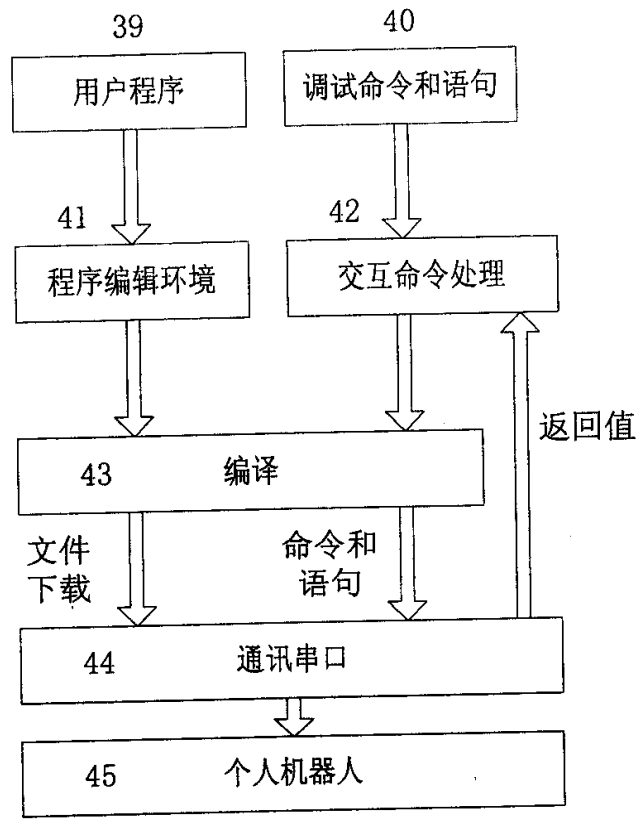 39
40
用户程序
调试命令和语句
41
42
程序编辑环境
交互命令处理
返回值
43 编译
文件
下载
命令和
语句
44 通讯串口
45 个人机器人